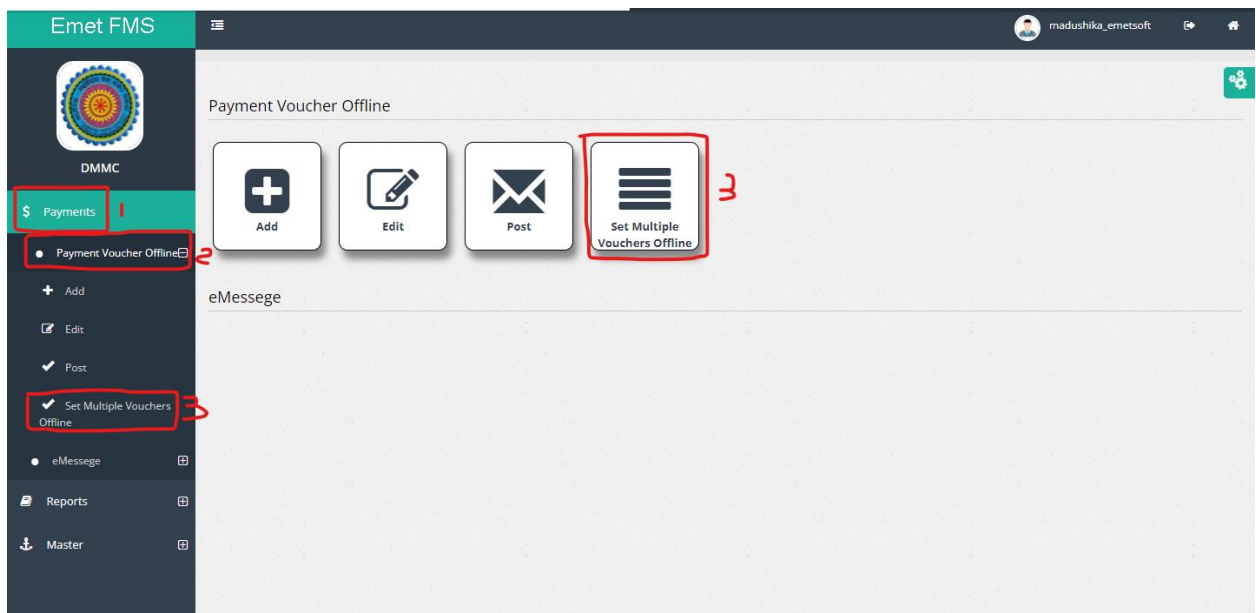 Emet FMS
madushika_emetsoft
DMMC
$ Payments 1
Payment Voucher Offline 2
Add
Edit
Post
Set Multiple Vouchers 3
Offline
eMessege
Reports
Master
Payment Voucher Offline
Add
Edit
Post
Set Multiple
Vouchers Offline
3
eMessege